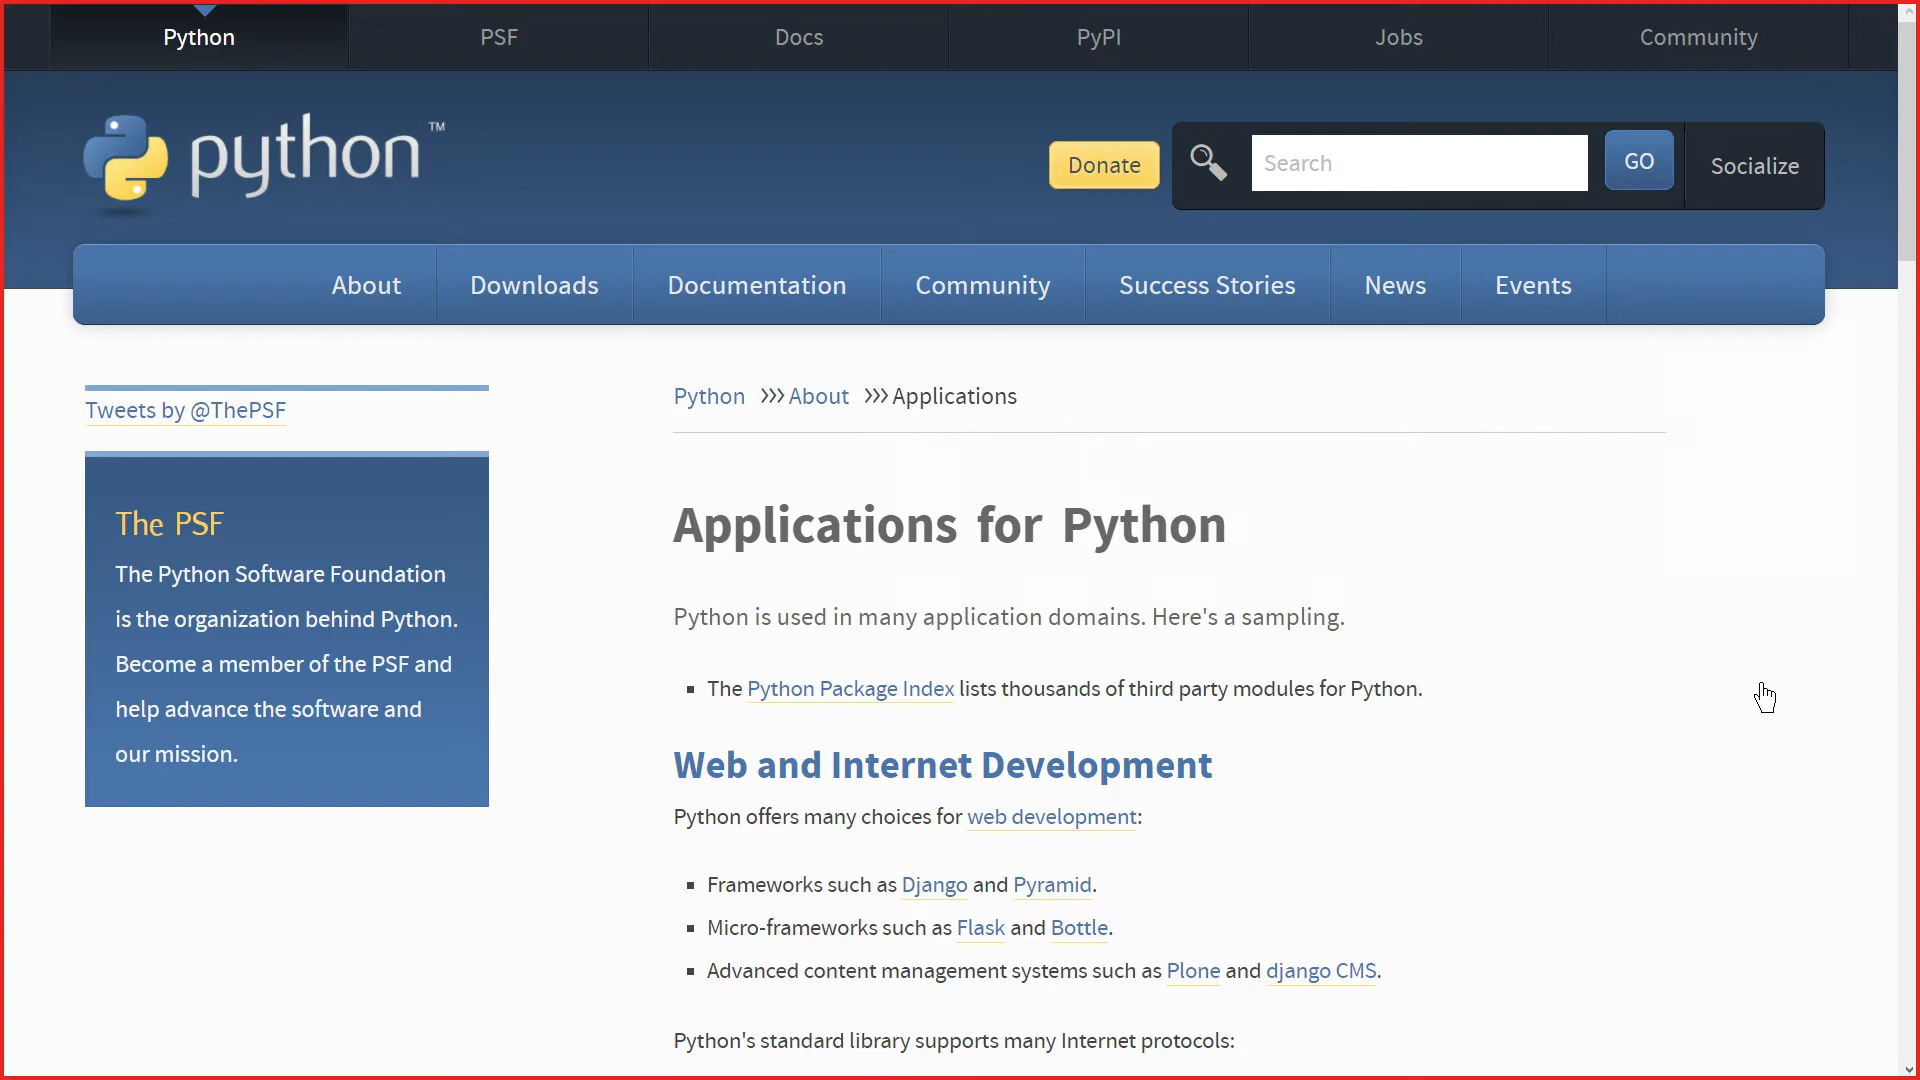 Python PSF Docs PyPI Jobs Community
python™
Donate Search GO Socialize
About Downloads Documentation Community Success Stories News Events
Tweets by @ThePSF
The PSF
The Python Software Foundation
is the organization behind Python.
Become a member of the PSF and
help advance the software and
our mission.
Python >>> About >>> Applications
Applications for Python
Python is used in many application domains. Here's a sampling.
The Python Package Index lists thousands of third party modules for Python.
Web and Internet Development
Python offers many choices for web development:
Frameworks such as Django and Pyramid.
Micro-frameworks such as Flask and Bottle.
Advanced content management systems such as Plone and django CMS.
Python's standard library supports many Internet protocols: